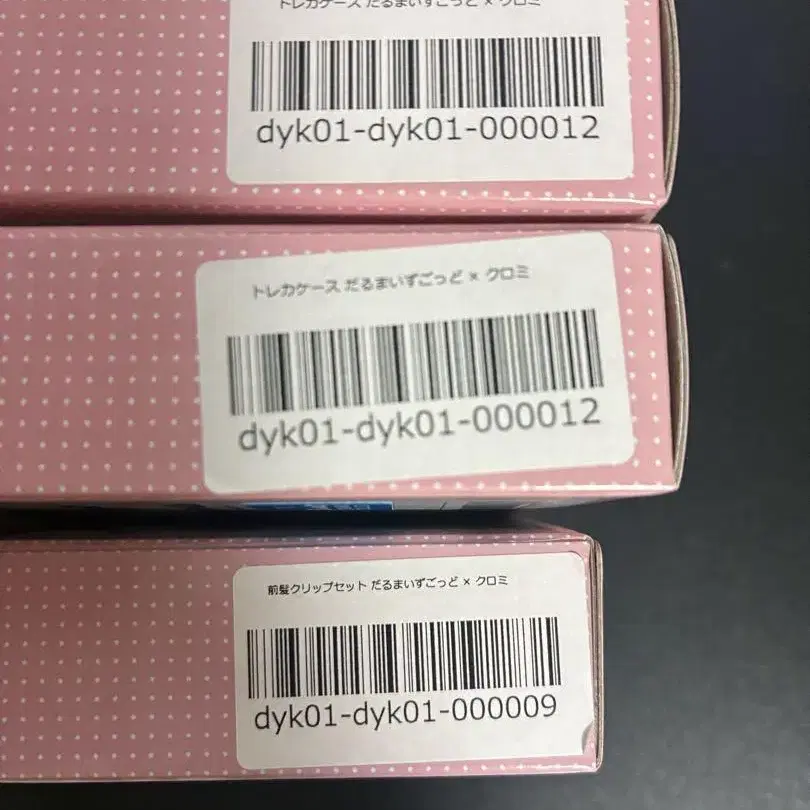 トレカケース だるまいずごっど × クロミ
dyk01-dyk01-000012
トレカケース だるまいずごっど × クロミ
dyk01-dyk01-000012
前髪クリップセット だるまいずごっど × クロミ
dyk01-dyk01-000009